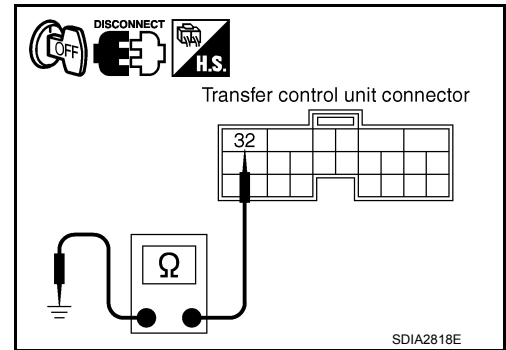 DISCONNECT
OFF
H.S.
Transfer control unit connector
32
Ω
SDIA2818E